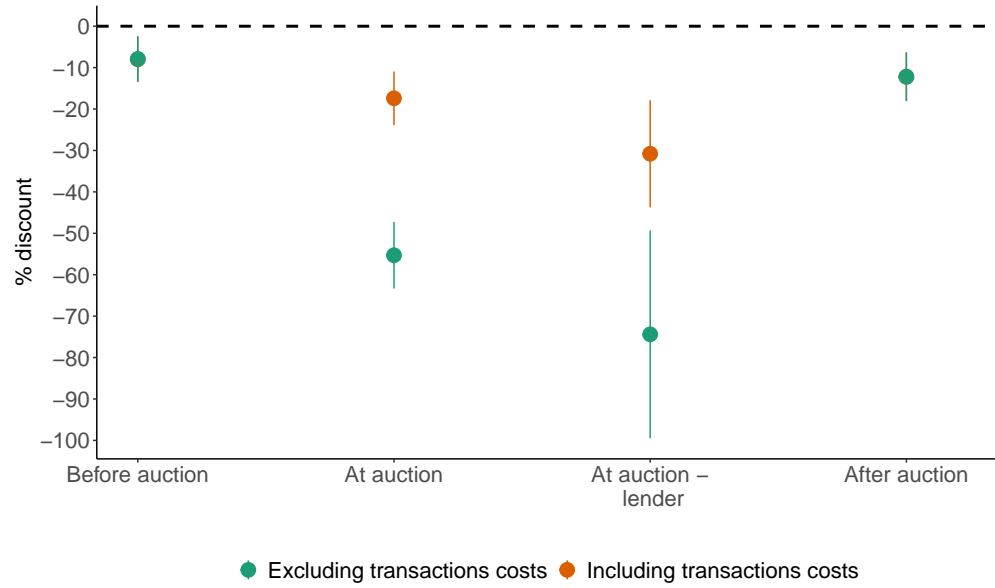 0
−10
−20
−30
−40
−50
−60
−70
−80
−90
−100
% discount
Before auction
At auction
At auction −
lender
After auction
Excluding transactions costs
Including transactions costs